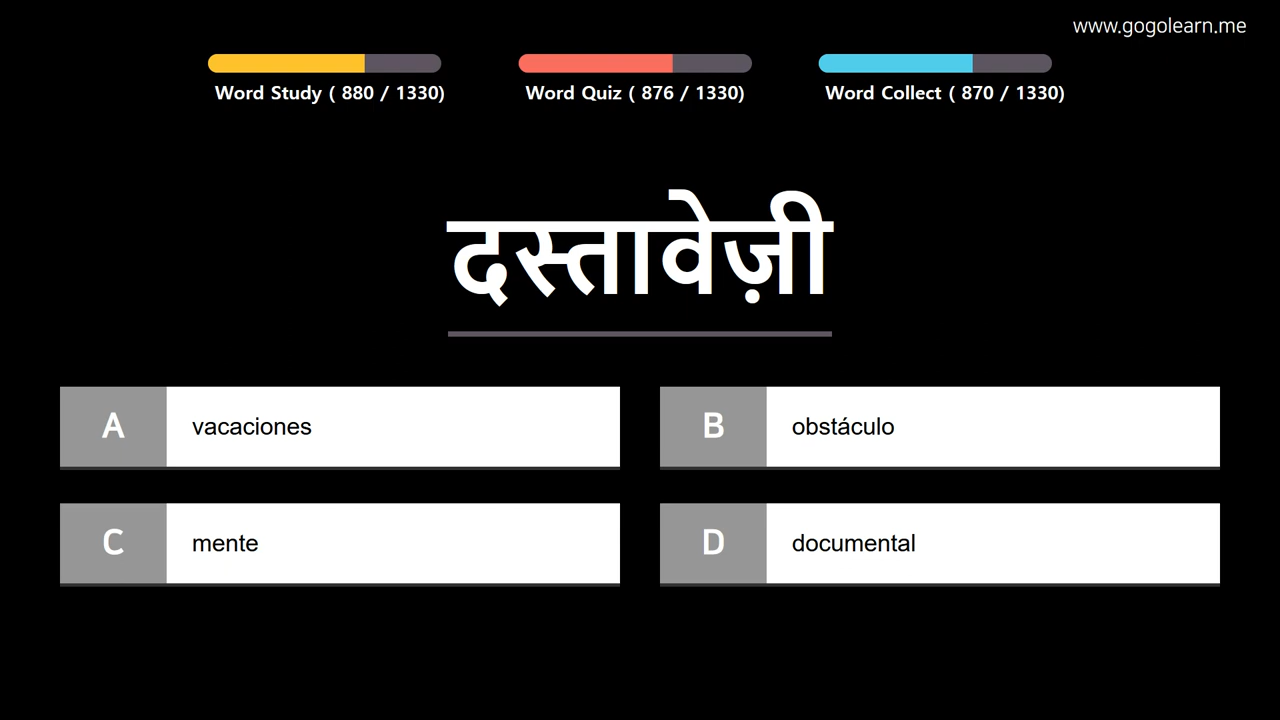 www.gogolearn.me
Word Study ( 880 / 1330)
Word Quiz ( 876 / 1330)
Word Collect ( 870 / 1330)
दस्तावेज़ी
A vacaciones
B obstáculo
C mente
D documental